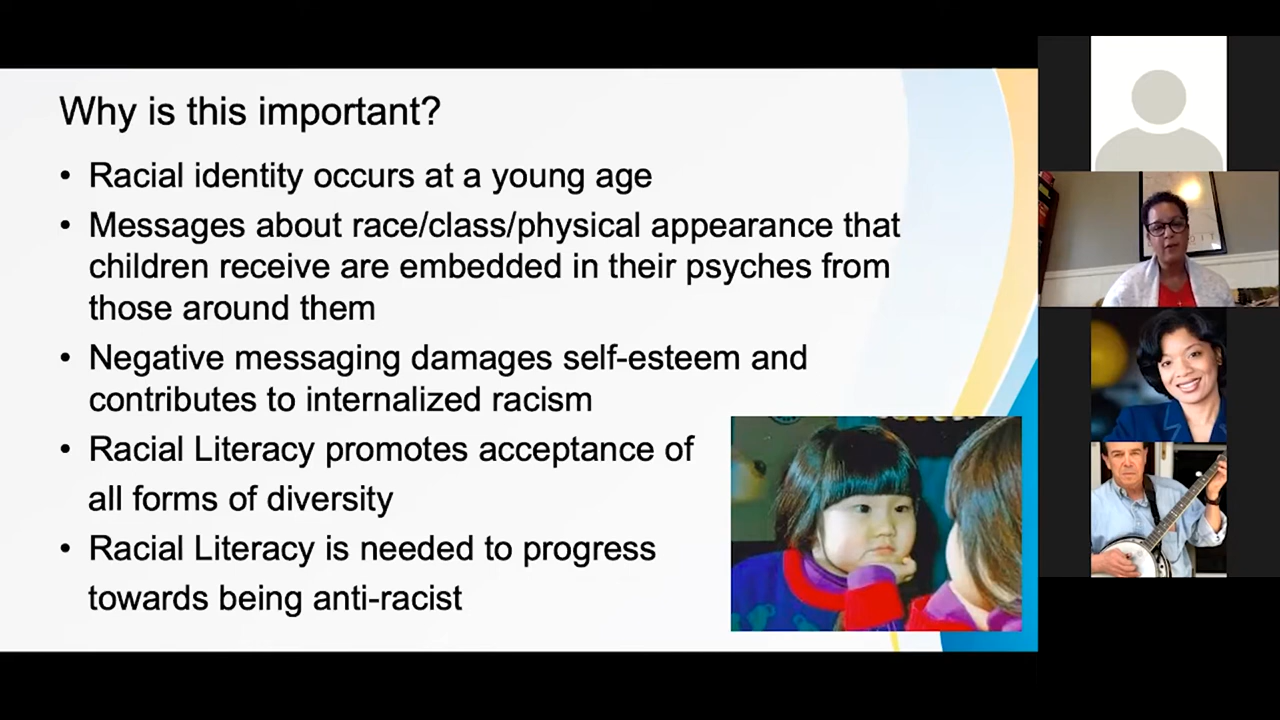 Why is this important?
• Racial identity occurs at a young age
• Messages about race/class/physical appearance that
children receive are embedded in their psyches from
those around them
• Negative messaging damages self-esteem and
contributes to internalized racism
• Racial Literacy promotes acceptance of
all forms of diversity
• Racial Literacy is needed to progress
towards being anti-racist